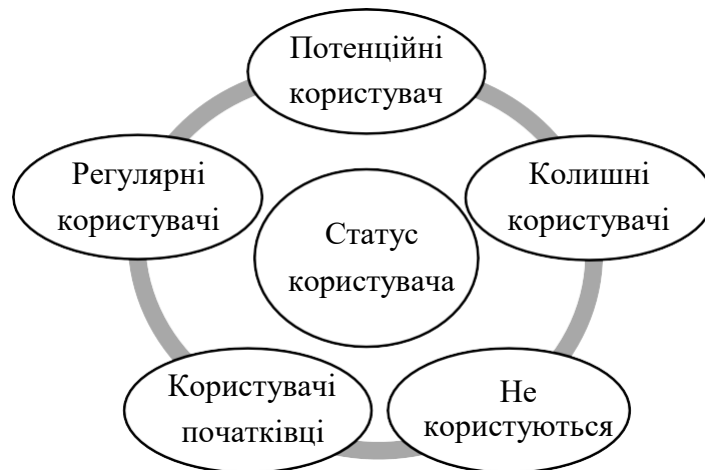 Потенційні
користувач
Регулярні
користувачі
Колишні
користувачі
Статус
користувача
Користувачі
початківці
Не
користуються